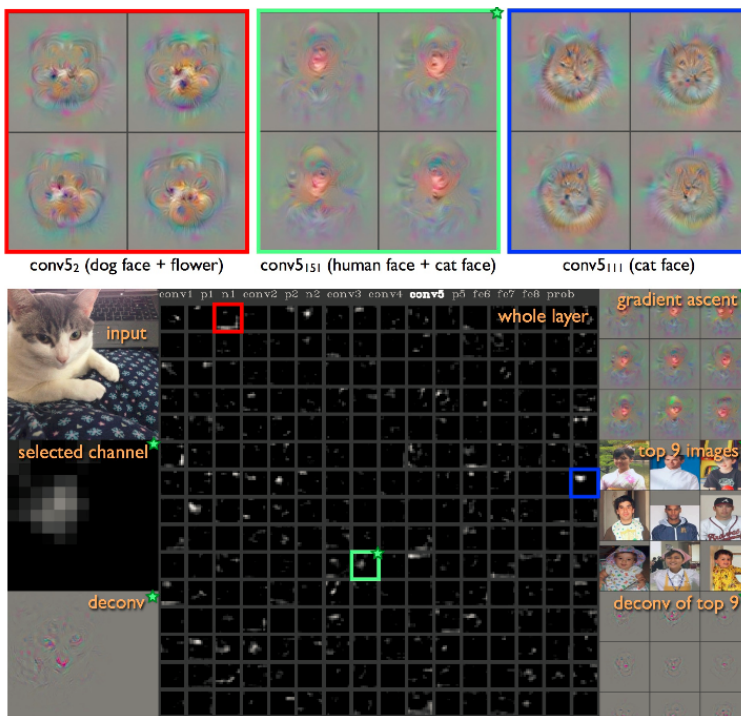 conv5₂ (dog face + flower)
conv5₁₅₁ (human face + cat face)
conv5₁₁₁ (cat face)
conv1 p1 n1 conv2 p2 n2 conv3 conv4 conv5 p5 fc6 fc7 fc8 prob
input
whole layer
gradient ascent
selected channel
top 9 images
deconv
deconv of top 9